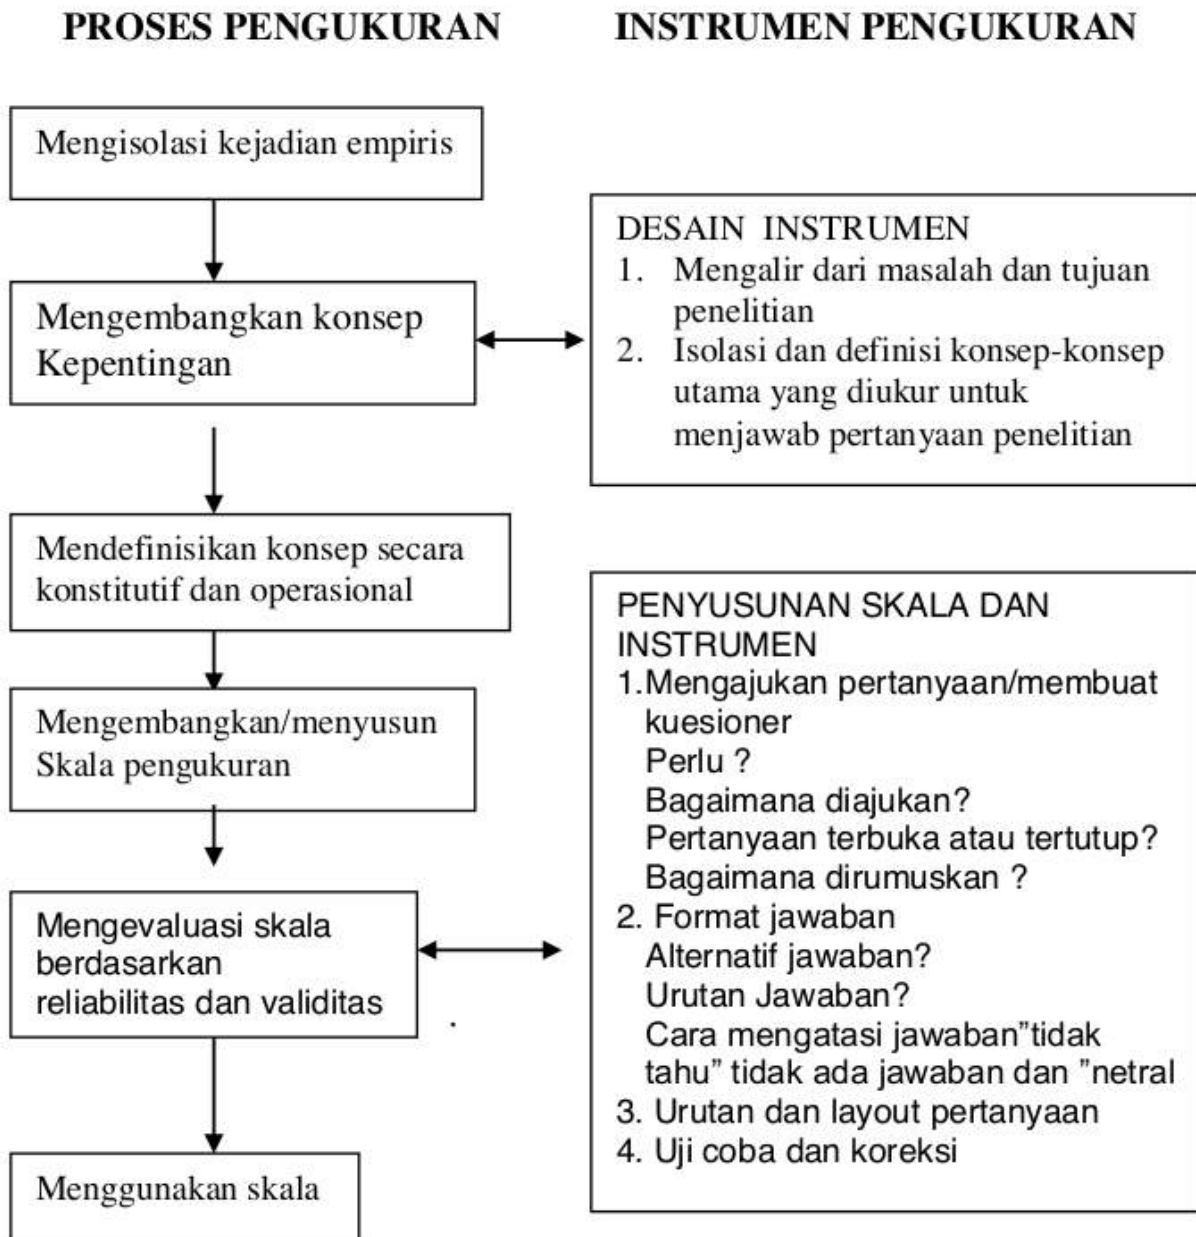 PROSES PENGUKURAN
INSTRUMEN PENGUKURAN
Mengisolasi kejadian empiris
Mengembangkan konsep
Kepentingan
Mendefinisikan konsep secara
konstitutif dan operasional
Mengembangkan/menyusun
Skala pengukuran
Mengevaluasi skala
berdasarkan
reliabilitas dan validitas
.
Menggunakan skala
DESAIN INSTRUMEN
1. Mengalir dari masalah dan tujuan
penelitian
2. Isolasi dan definisi konsep-konsep
utama yang diukur untuk
menjawab pertanyaan penelitian
PENYUSUNAN SKALA DAN
INSTRUMEN
1.Mengajukan pertanyaan/membuat
kuesioner
Perlu ?
Bagaimana diajukan?
Pertanyaan terbuka atau tertutup?
Bagaimana dirumuskan ?
2. Format jawaban
Alternatif jawaban?
Urutan Jawaban?
Cara mengatasi jawaban”tidak
tahu” tidak ada jawaban dan ”netral
3. Urutan dan layout pertanyaan
4. Uji coba dan koreksi